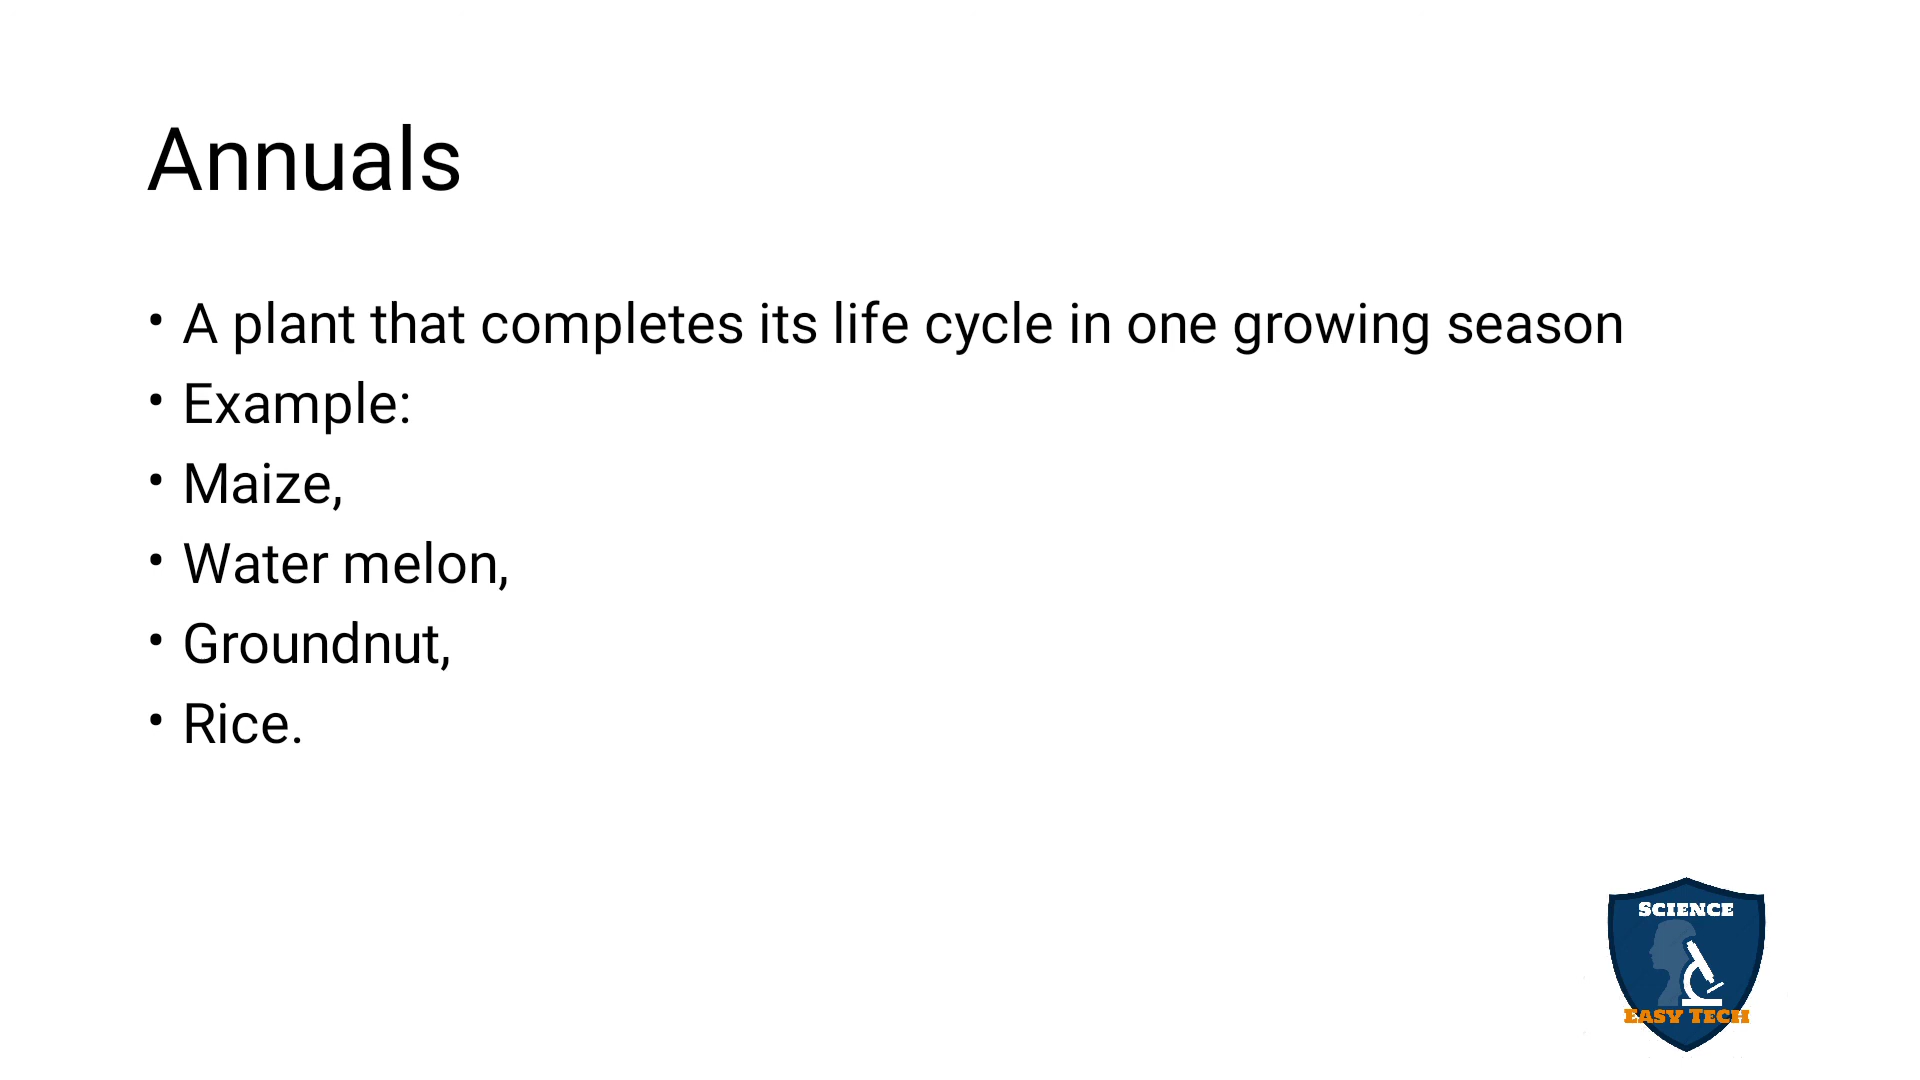 Annuals
• A plant that completes its life cycle in one growing season
• Example:
• Maize,
• Water melon,
• Groundnut,
• Rice.
SCIENCE
EASY TECH